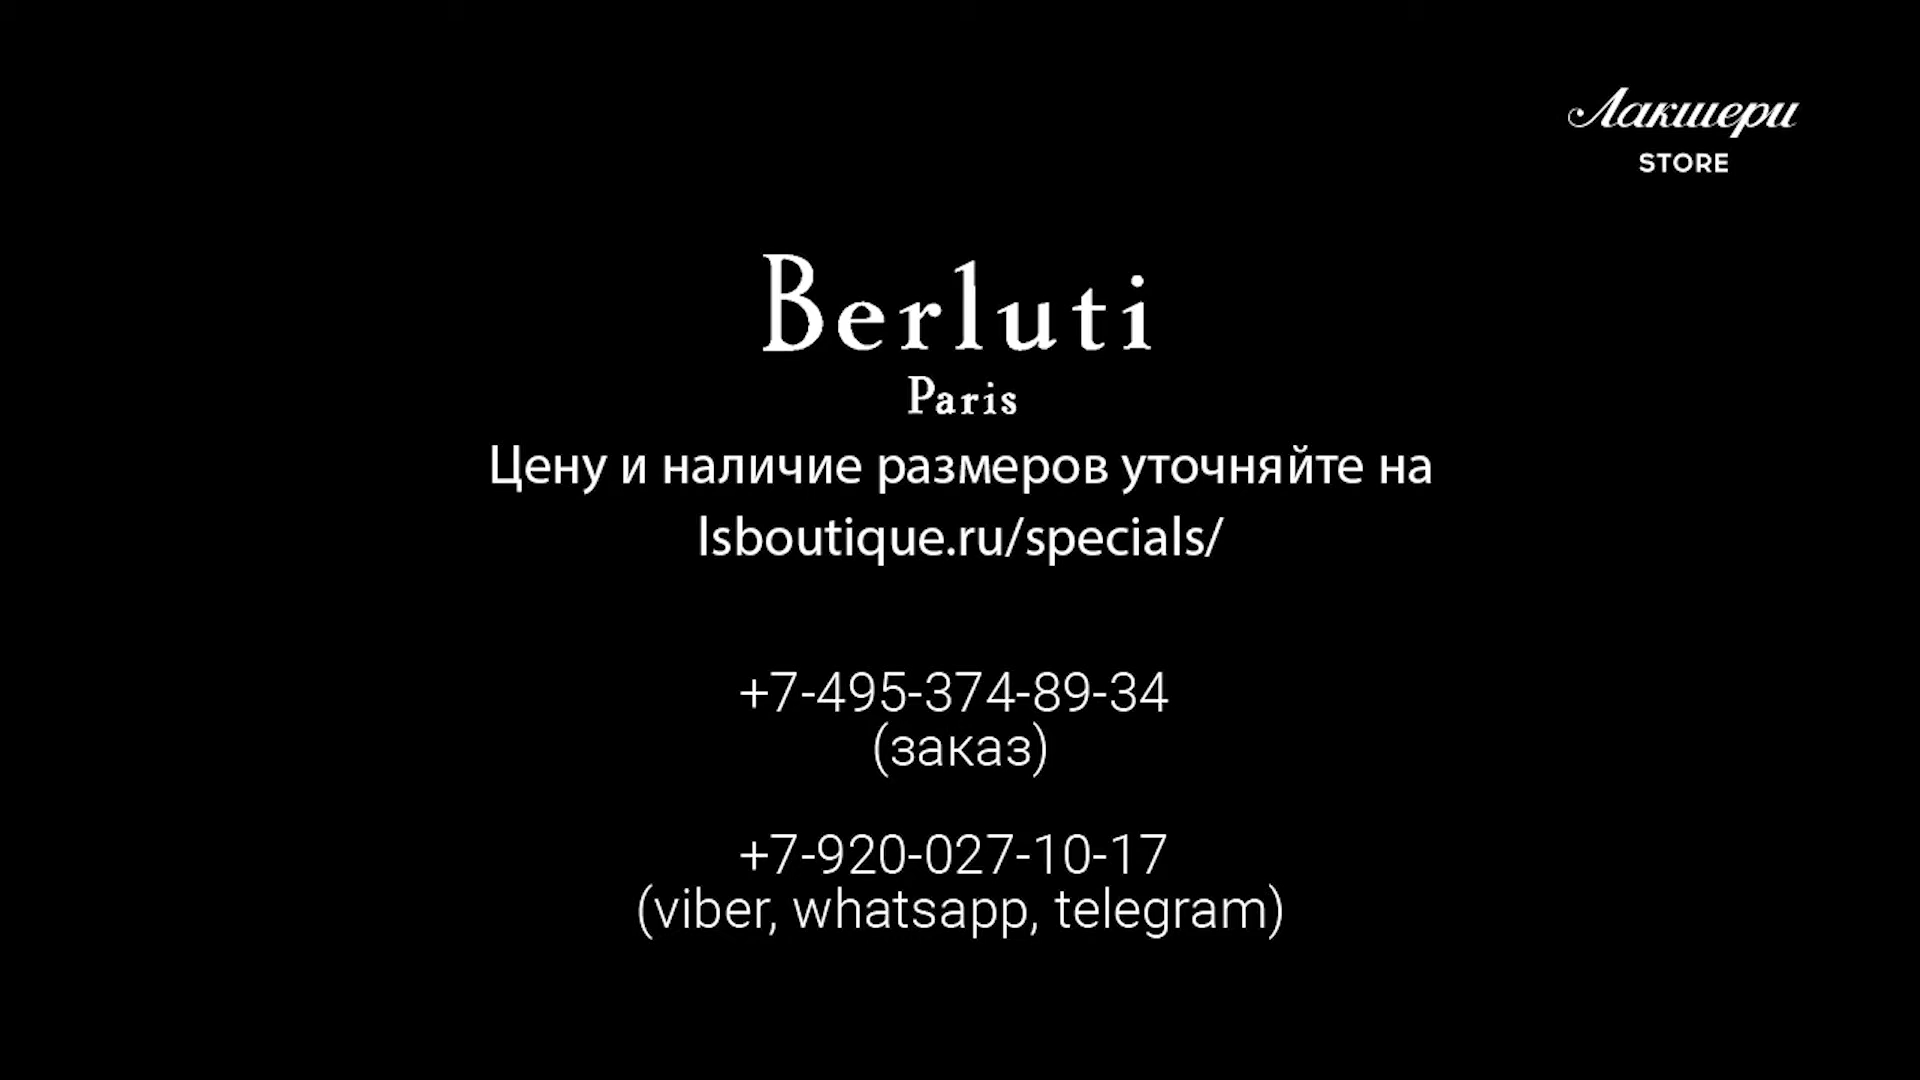 Лакшери
STORE
Berluti
Paris
Цену и наличие размеров уточняйте на
lsboutique.ru/specials/
+7-495-374-89-34
(заказ)
+7-920-027-10-17
(viber, whatsapp, telegram)